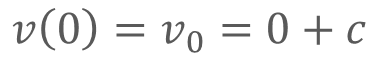 v(0) = v₀ = 0 + c